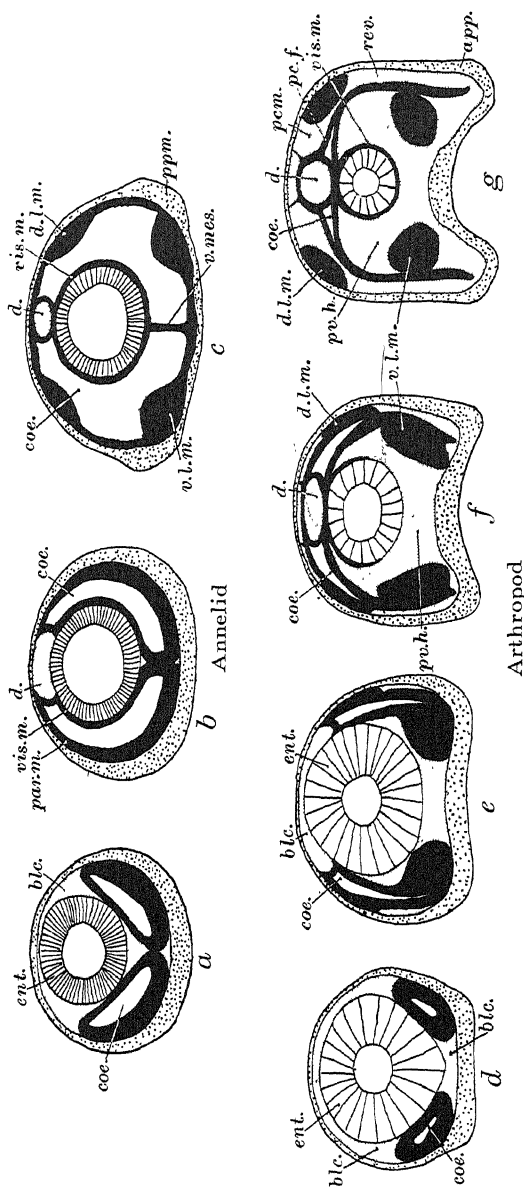 ent.
blc.
coe.
a
d.
vis.m.
par.m.
coe.
b
Annelid
d.
vis.m.
d.l.m.
coe.
ppm.
v.mes.
v.l.m.
c
ent.
blc.
coe.
blc.
d
blc.
ent.
coe.
e
d.
coe.
d.l.m.
pv.h.
v.l.m.
f
Arthropod
coe.
d.
pcm.
pc.f.
vis.m.
d.l.m.
rev.
pv.h.
app.
g